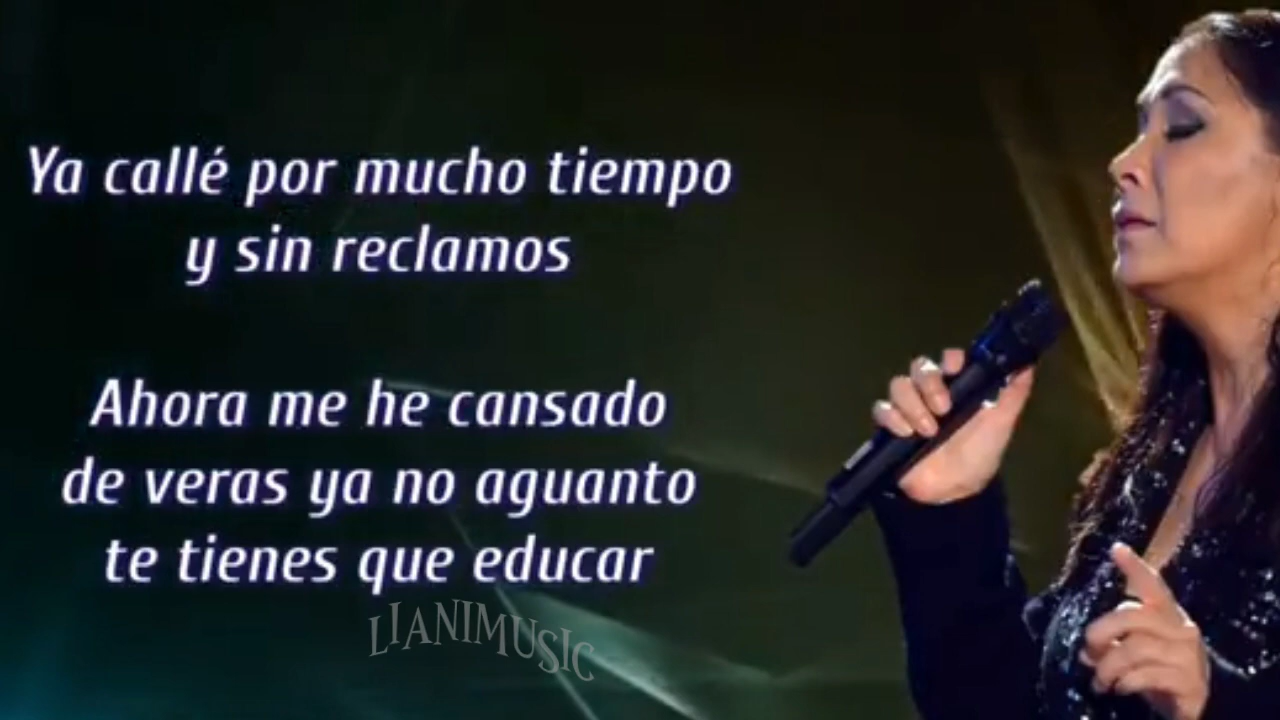 Ya callé por mucho tiempo
y sin reclamos
Ahora me he cansado
de veras ya no aguanto
te tienes que educar
LIANIMUSIC